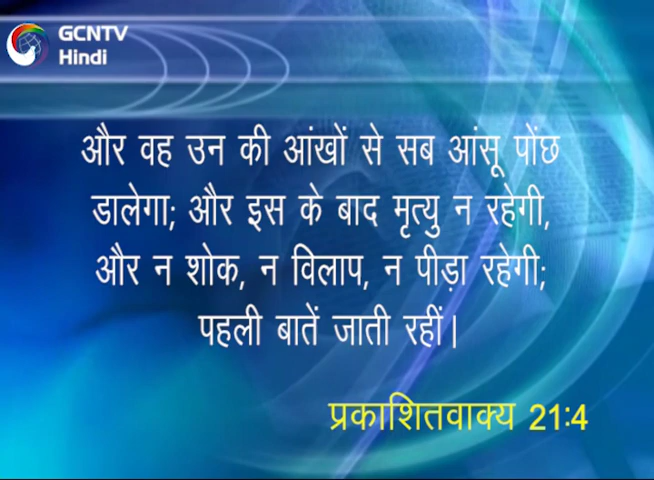 GCNTV
Hindi
और वह उन की आंखों से सब आंसू पोंछ
डालेगा; और इस के बाद मृत्यु न रहेगी,
और न शोक, न विलाप, न पीड़ा रहेगी;
पहली बातें जाती रहीं।
प्रकाशितवाक्य 21:4